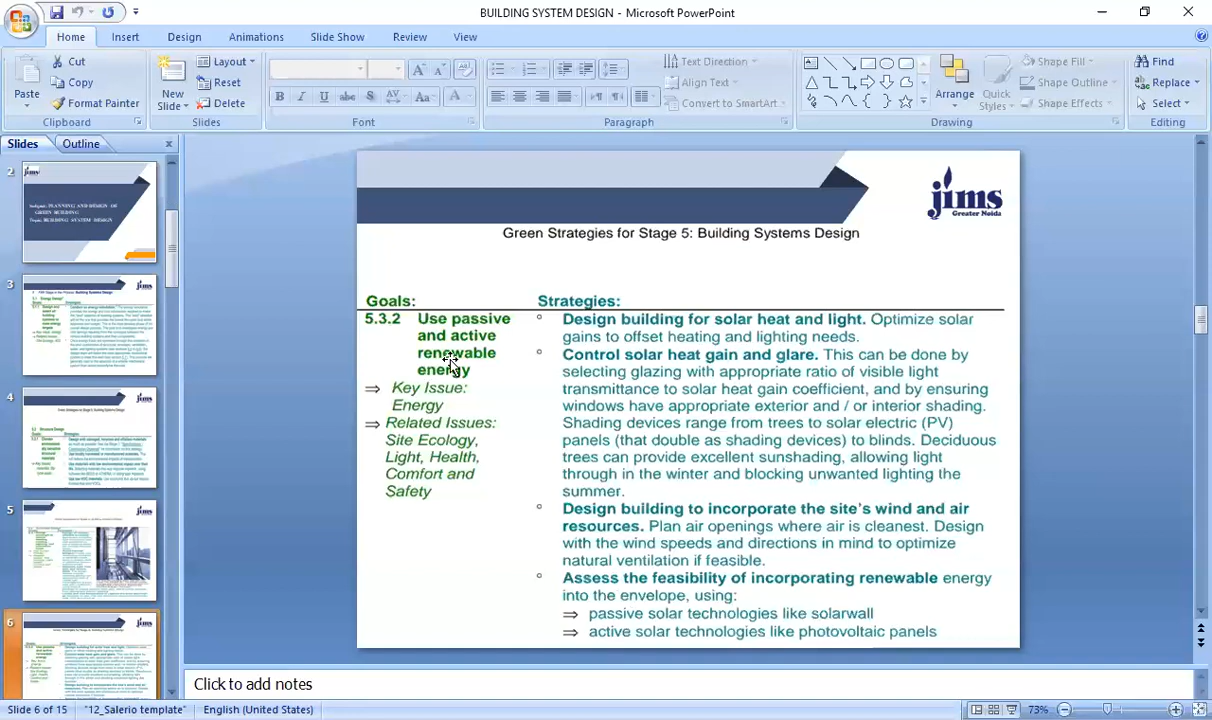 BUILDING SYSTEM DESIGN - Microsoft PowerPoint
Home Insert Design Animations Slide Show Review View
Cut Layout Text Direction Shape Fill Find
Copy Reset Align Text Shape Outline Replace
Paste Format Painter New Slide Delete Convert to SmartArt Arrange Quick Styles Shape Effects Select
Clipboard Slides Font Paragraph Drawing Editing
Slides Outline
2
3
4
5
6
jims
Greater Noida
Green Strategies for Stage 5: Building Systems Design
Goals: Strategies:
5.3.2 Use passive
and active
renewable
energy
⇒ Key Issue:
Energy
⇒ Related Issues:
Site Ecology,
Light, Health,
Comfort and
Safety
° Design building for solar heat and light. Optimize solar
gains to offset heating and lighting needs.
° Control solar heat gain and glare. This can be done by
selecting glazing with appropriate ratio of visible light
transmittance to solar heat gain coefficient, and by ensuring
windows have appropriate exterior and / or interior shading.
Shading devices range from trees to solar electric (PV)
panels (that double as shading devices) to blinds. Deciduous
trees can provide excellent sunshading, allowing light
through in the winter and blocking unwanted lighting the
summer.
° Design building to incorporate the site's wind and air
resources. Plan air openings where air is cleanest. Design
with the wind speeds and directions in mind to optimize
natural ventilation if feasible.
° Assess the feasibility of incorporating renewable energy
into the envelope, using:
⇒ passive solar technologies like solarwall
⇒ active solar technologies like photovoltaic panels
Click to add notes
Slide 6 of 15 "12_Salerio template" English (United States) 73%